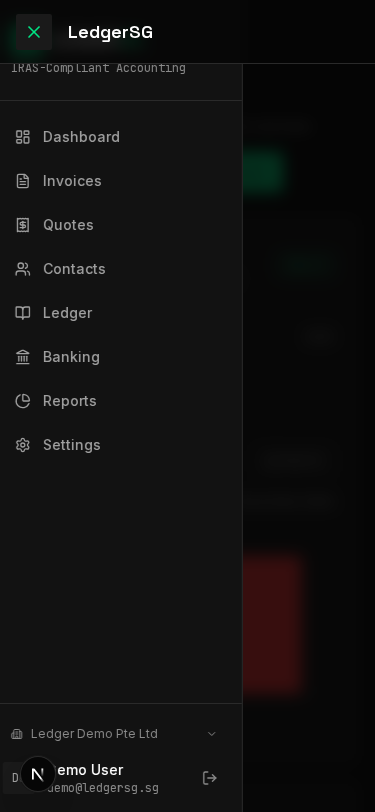 LedgerSG
IRAS-Compliant Accounting
Dashboard
Invoices
Quotes
Contacts
Ledger
Banking
Reports
Settings
Ledger Demo Pte Ltd
D
N
emo User
demo@ledgersg.sg